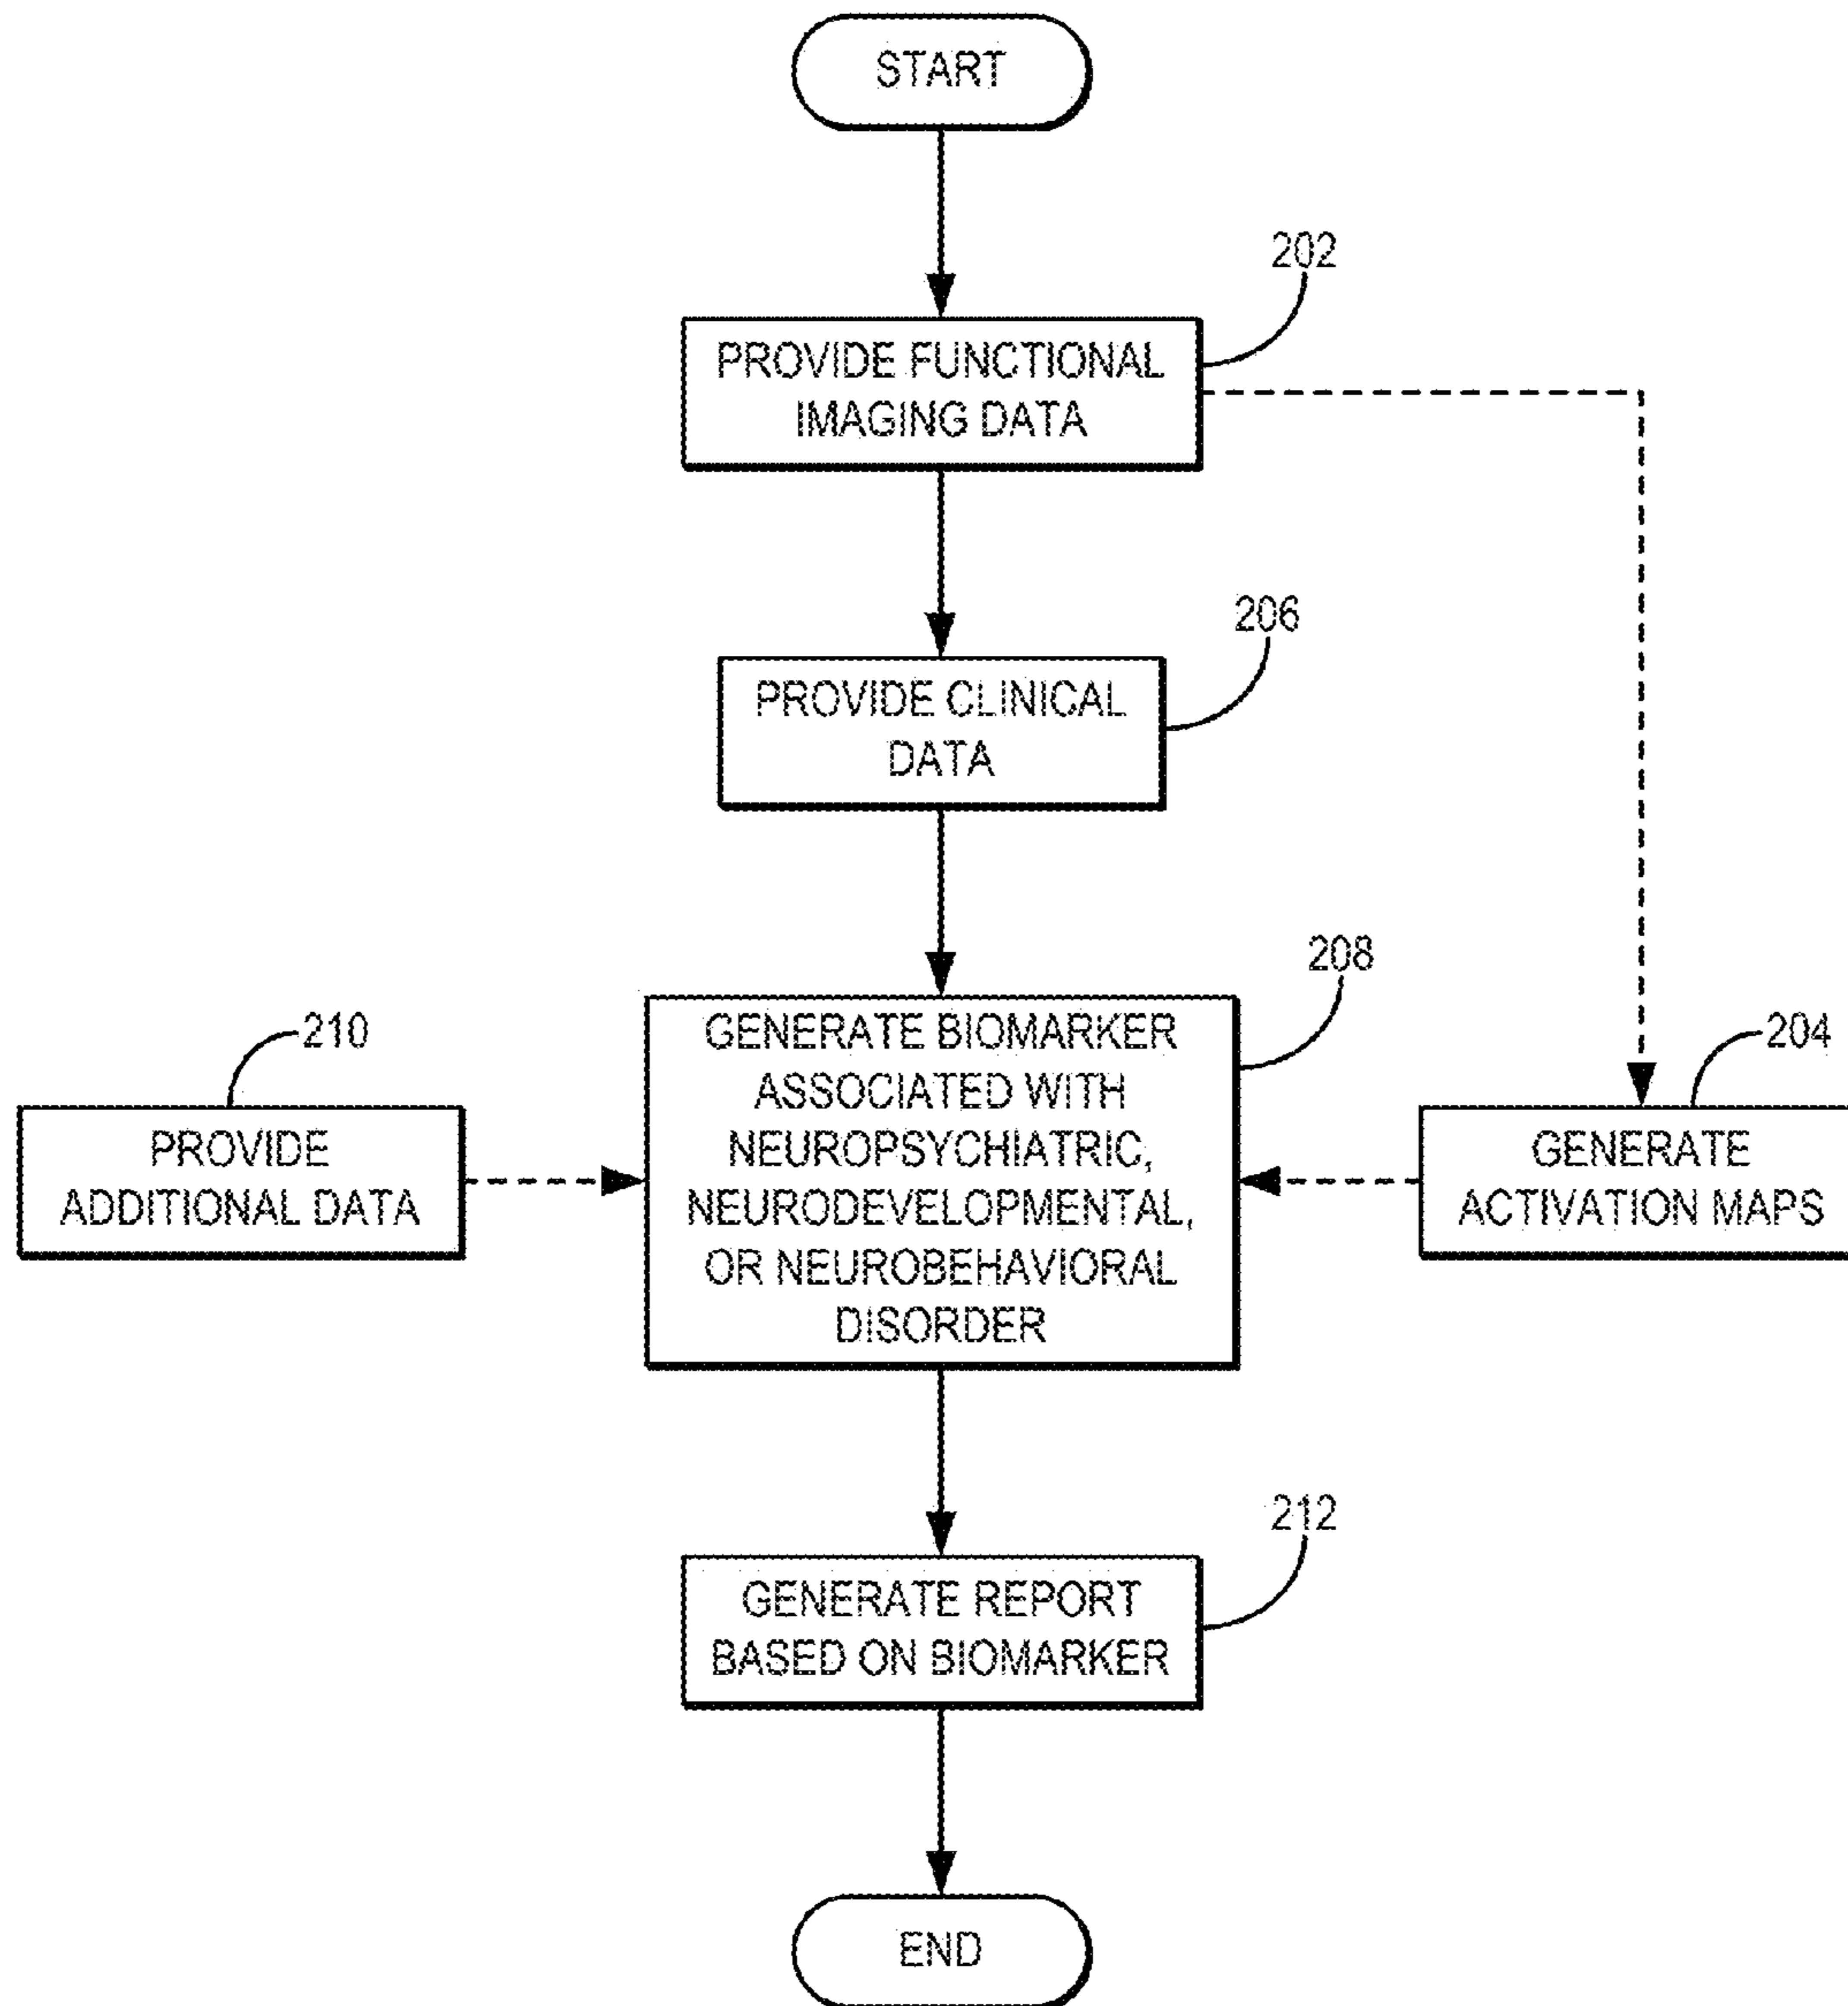 START
202
PROVIDE FUNCTIONAL
IMAGING DATA
206
PROVIDE CLINICAL
DATA
208
GENERATE BIOMARKER
ASSOCIATED WITH
NEUROPSYCHIATRIC,
NEURODEVELOPMENTAL,
OR NEUROBEHAVIORAL
DISORDER
210
PROVIDE
ADDITIONAL DATA
204
GENERATE
ACTIVATION MAPS
212
GENERATE REPORT
BASED ON BIOMARKER
END